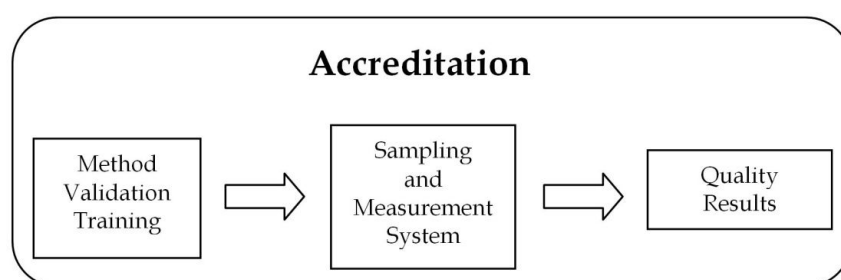 Accreditation
Method
Validation
Training
Sampling
and
Measurement
System
Quality
Results